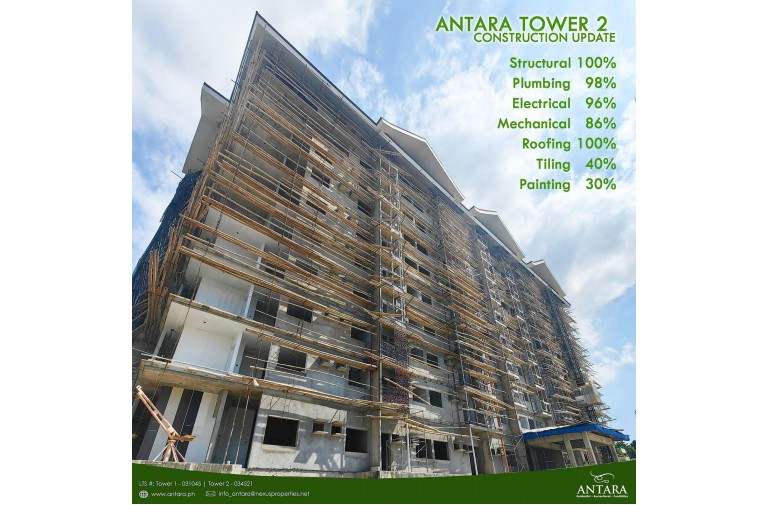 ANTARA TOWER 2
CONSTRUCTION UPDATE
Structural 100%
Plumbing 98%
Electrical 96%
Mechanical 86%
Roofing 100%
Tiling 40%
Painting 30%
LTS #: Tower 1 - 031045 | Tower 2 - 034521
www.antara.ph info_antara@nexusproperties.net
ANTARA